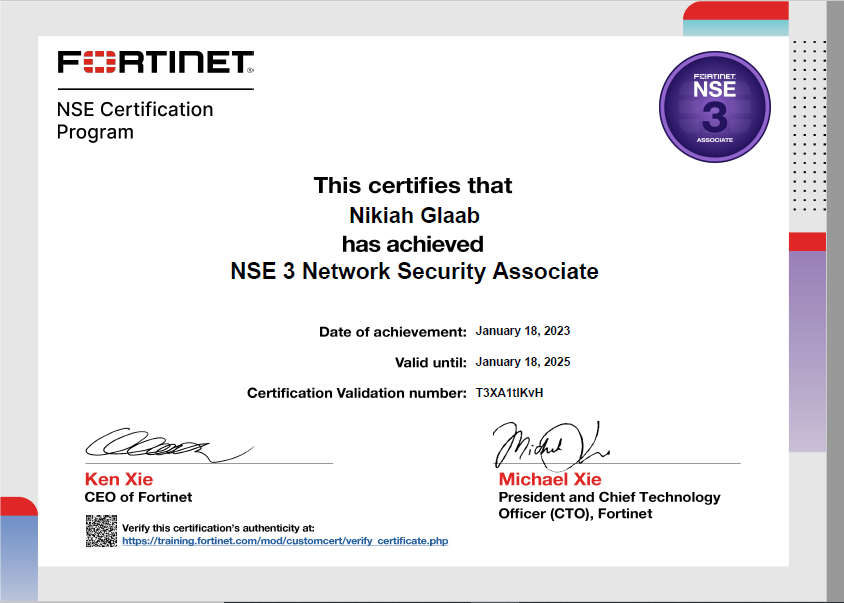 FORTINET®
NSE Certification
Program
FORTINET
NSE
3
ASSOCIATE
This certifies that
Nikiah Glaab
has achieved
NSE 3 Network Security Associate
Date of achievement: January 18, 2023
Valid until: January 18, 2025
Certification Validation number: T3XA1tlKvH
Ken Xie
CEO of Fortinet
Michael Xie
President and Chief Technology
Officer (CTO), Fortinet
Verify this certification's authenticity at:
https://training.fortinet.com/mod/customcert/verify_certificate.php